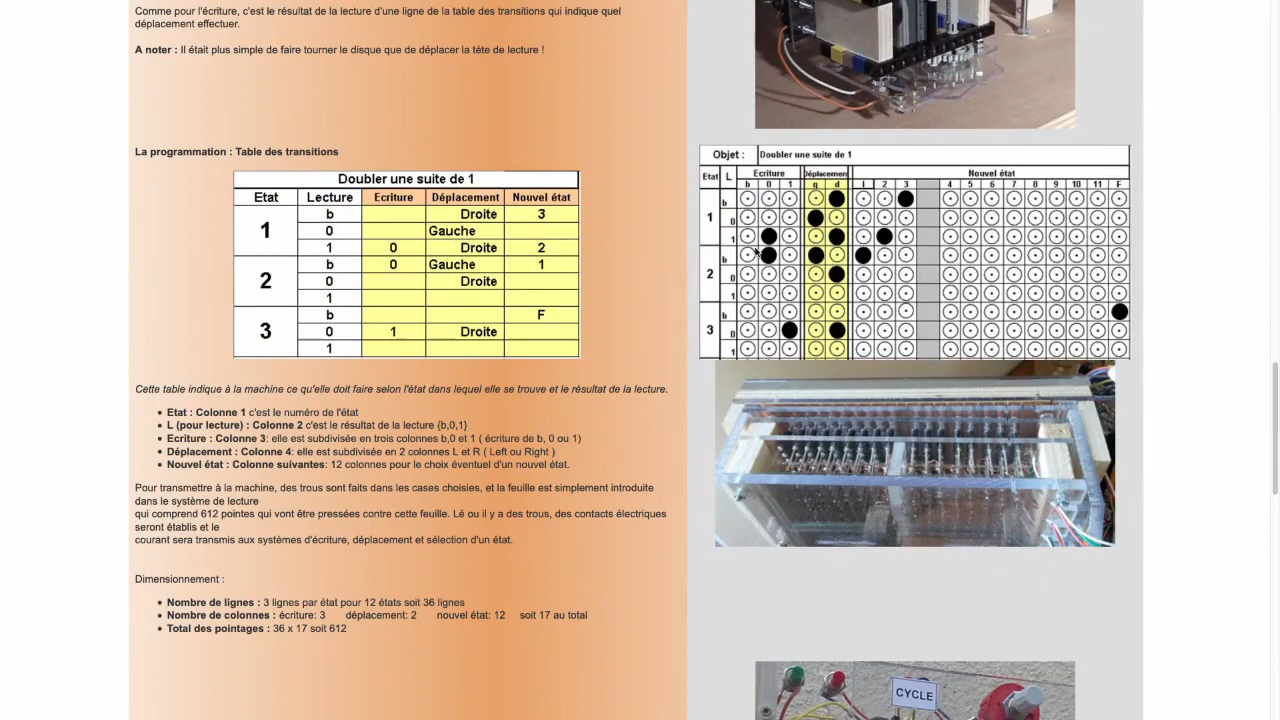 Comme pour l'écriture, c'est le résultat de la lecture d'une ligne de la table des transitions qui indique quel
déplacement effectuer.
A noter : Il était plus simple de faire tourner le disque que de déplacer la téte de lecture !
La programmation : Table des transitions
Doubler une suite de 1
Etat Lecture Ecriture Déplacement Nouvel état
1 b Droite 3
0 Gauche
1 0 Droite 2
2 b 0 Gauche 1
0 Droite
1
3 b F
0 1 Droite
1
Cette table indique à la machine ce qu'elle doit faire selon l'état dans lequel elle se trouve et le résultat de la lecture.
• Etat : Colonne 1 c'est le numéro de l'état
• L (pour lecture) : Colonne 2 c'est le résultat de la lecture {b,0,1}
• Ecriture : Colonne 3: elle est subdivisée en trois colonnes b,0 et 1 ( écriture de b, 0 ou 1)
• Déplacement : Colonne 4: elle est subdivisée en 2 colonnes L et R ( Left ou Right )
• Nouvel état : Colonne suivantes: 12 colonnes pour le choix éventuel d'un nouvel état.
Pour transmettre à la machine, des trous sont faits dans les cases choisies, et la feuille est simplement introduite
dans le système de lecture
qui comprend 612 pointes qui vont être pressées contre cette feuille. Lé ou il y a des trous, des contacts électriques
seront établis et le
courant sera transmis aux systèmes d'écriture, déplacement et sélection d'un état.
Dimensionnement :
• Nombre de lignes : 3 lignes par état pour 12 états soit 36 lignes
• Nombre de colonnes : écriture: 3 déplacement: 2 nouvel état: 12 soit 17 au total
• Total des pointages : 36 x 17 soit 612
Objet : Doubler une suite de 1
Etat L Ecriture Déplacemen Nouvel état
b 0 1 g d 1 2 3 4 5 6 7 8 9 10 11 F
1 b
0
1
2 b
0
1
3 b
0
1
CYCLE